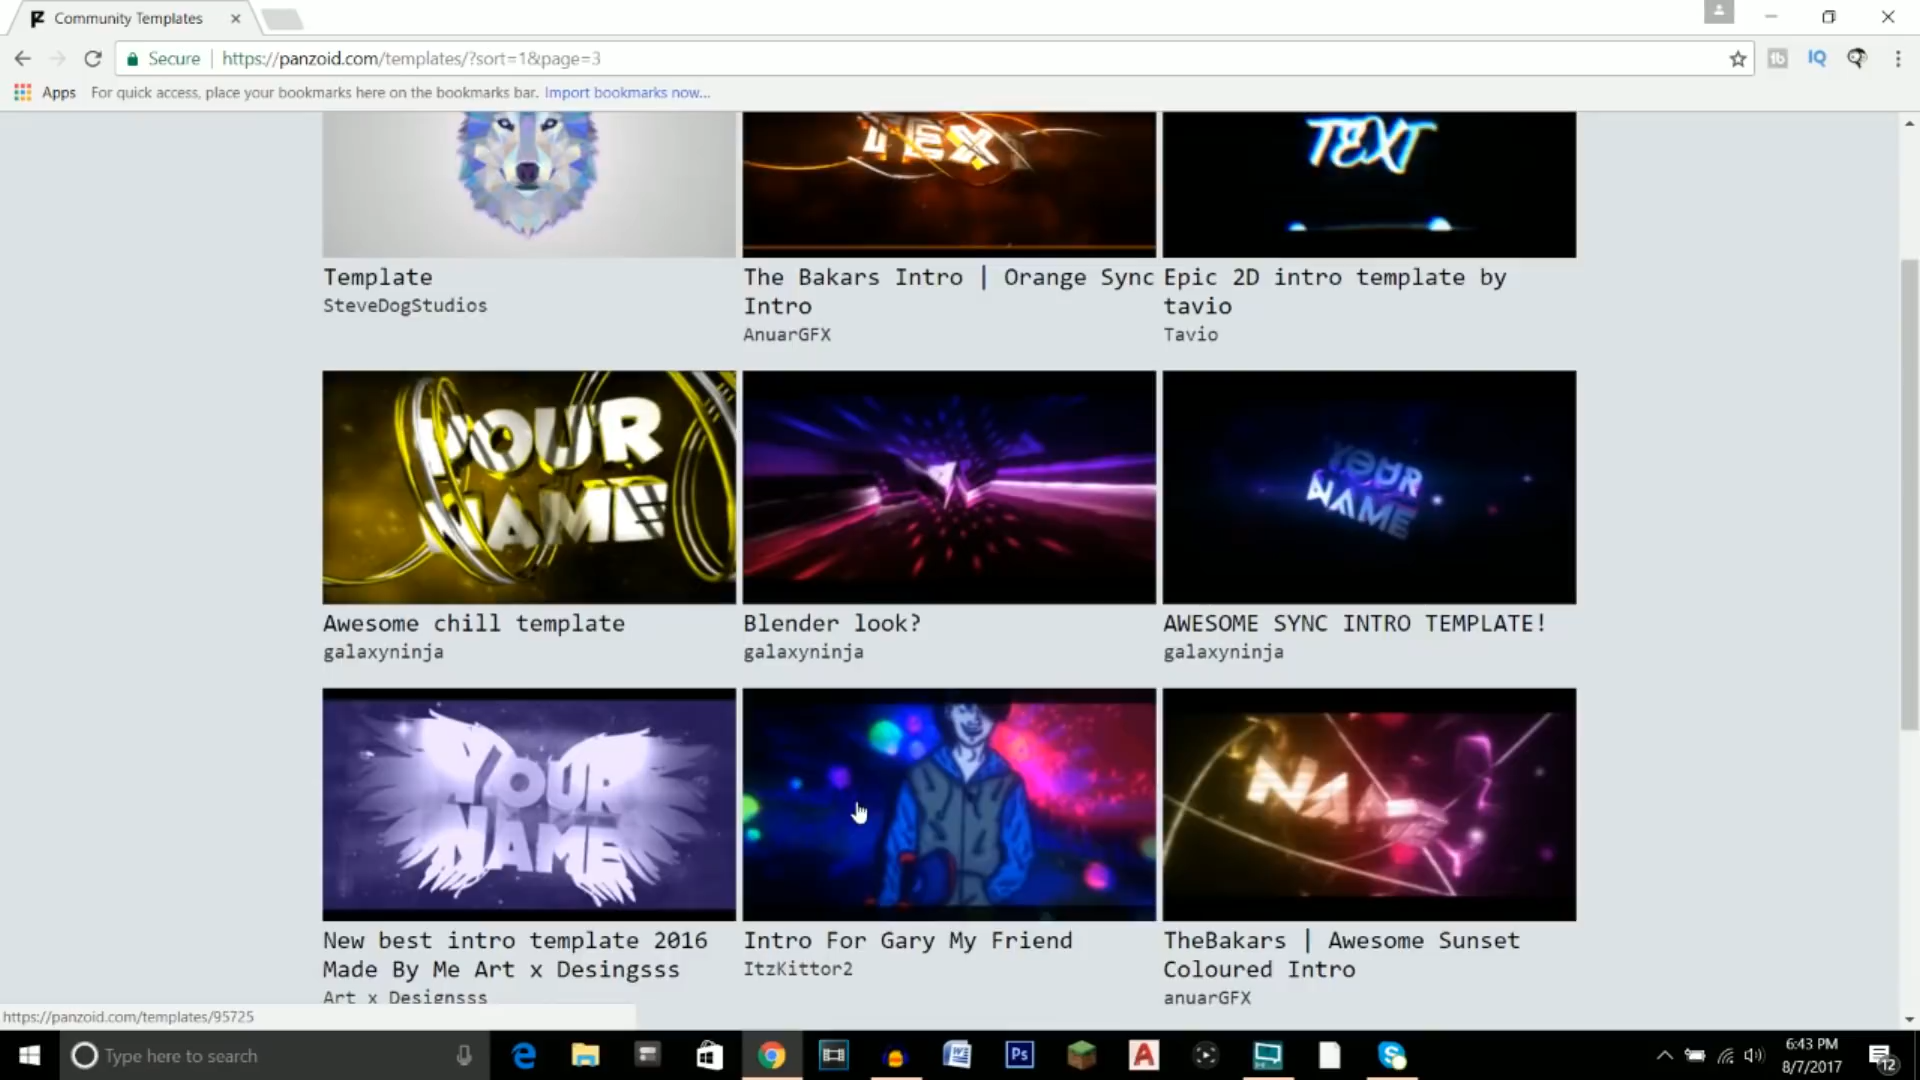 Community Templates
Secure
https://panzoid.com/templates/?sort=1&page=3
Apps
For quick access, place your bookmarks here on the bookmarks bar. Import bookmarks now...
TEXT
TEXT
Template
SteveDogStudios
The Bakars Intro | Orange Sync
Intro
AnuarGFX
Epic 2D intro template by
tavio
Tavio
YOUR
NAME
YOUR
NAME
Awesome chill template
galaxyninja
Blender look?
galaxyninja
AWESOME SYNC INTRO TEMPLATE!
galaxyninja
YOUR
NAME
New best intro template 2016
Made By Me Art x Desingsss
Art x Designsss
Intro For Gary My Friend
ItzKittor2
TheBakars | Awesome Sunset
Coloured Intro
anuarGFX
https://panzoid.com/templates/95725
Type here to search
6:43 PM
8/7/2017
12
IQ
Ps